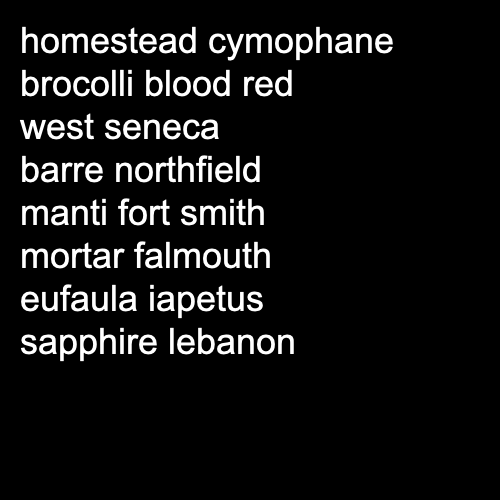 homestead cymophane
brocolli blood red
west seneca
barre northfield
manti fort smith
mortar falmouth
eufaula iapetus
sapphire lebanon